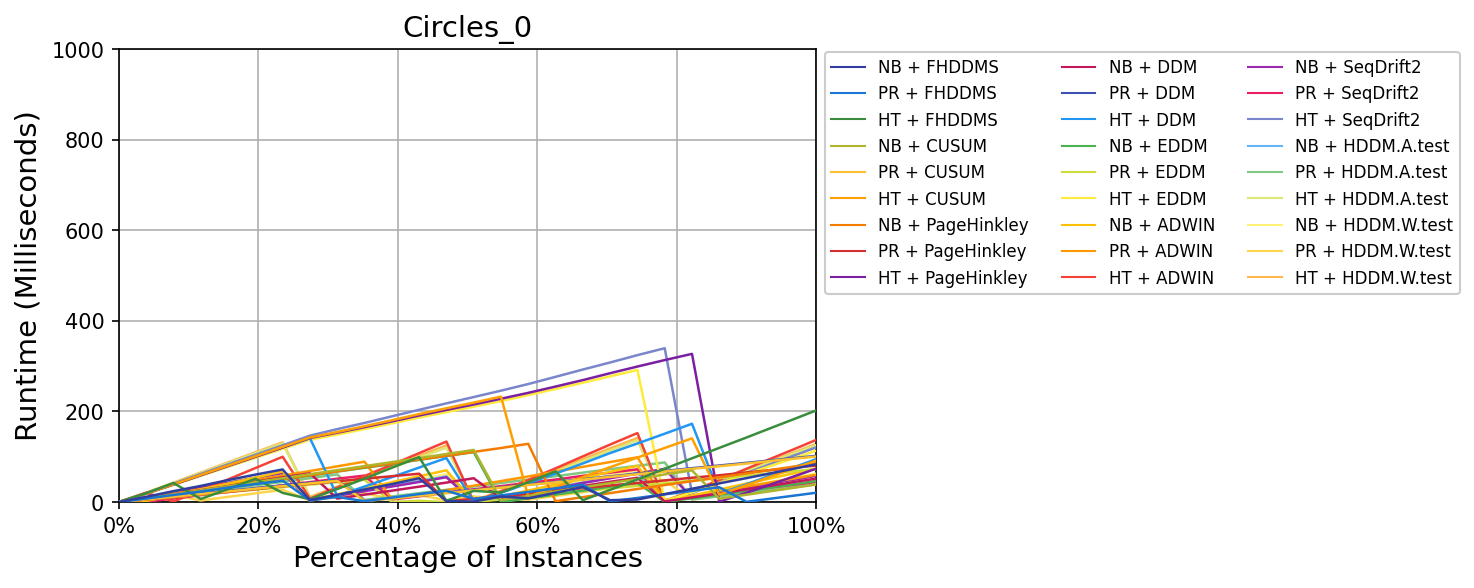 Circles_0
Runtime (Milliseconds)
1000
800
600
400
200
0
0%
20%
40%
60%
80%
100%
Percentage of Instances
NB + FHDDMS
PR + FHDDMS
HT + FHDDMS
NB + CUSUM
PR + CUSUM
HT + CUSUM
NB + PageHinkley
PR + PageHinkley
HT + PageHinkley
NB + DDM
PR + DDM
HT + DDM
NB + EDDM
PR + EDDM
HT + EDDM
NB + ADWIN
PR + ADWIN
HT + ADWIN
NB + SeqDrift2
PR + SeqDrift2
HT + SeqDrift2
NB + HDDM.A.test
PR + HDDM.A.test
HT + HDDM.A.test
NB + HDDM.W.test
PR + HDDM.W.test
HT + HDDM.W.test